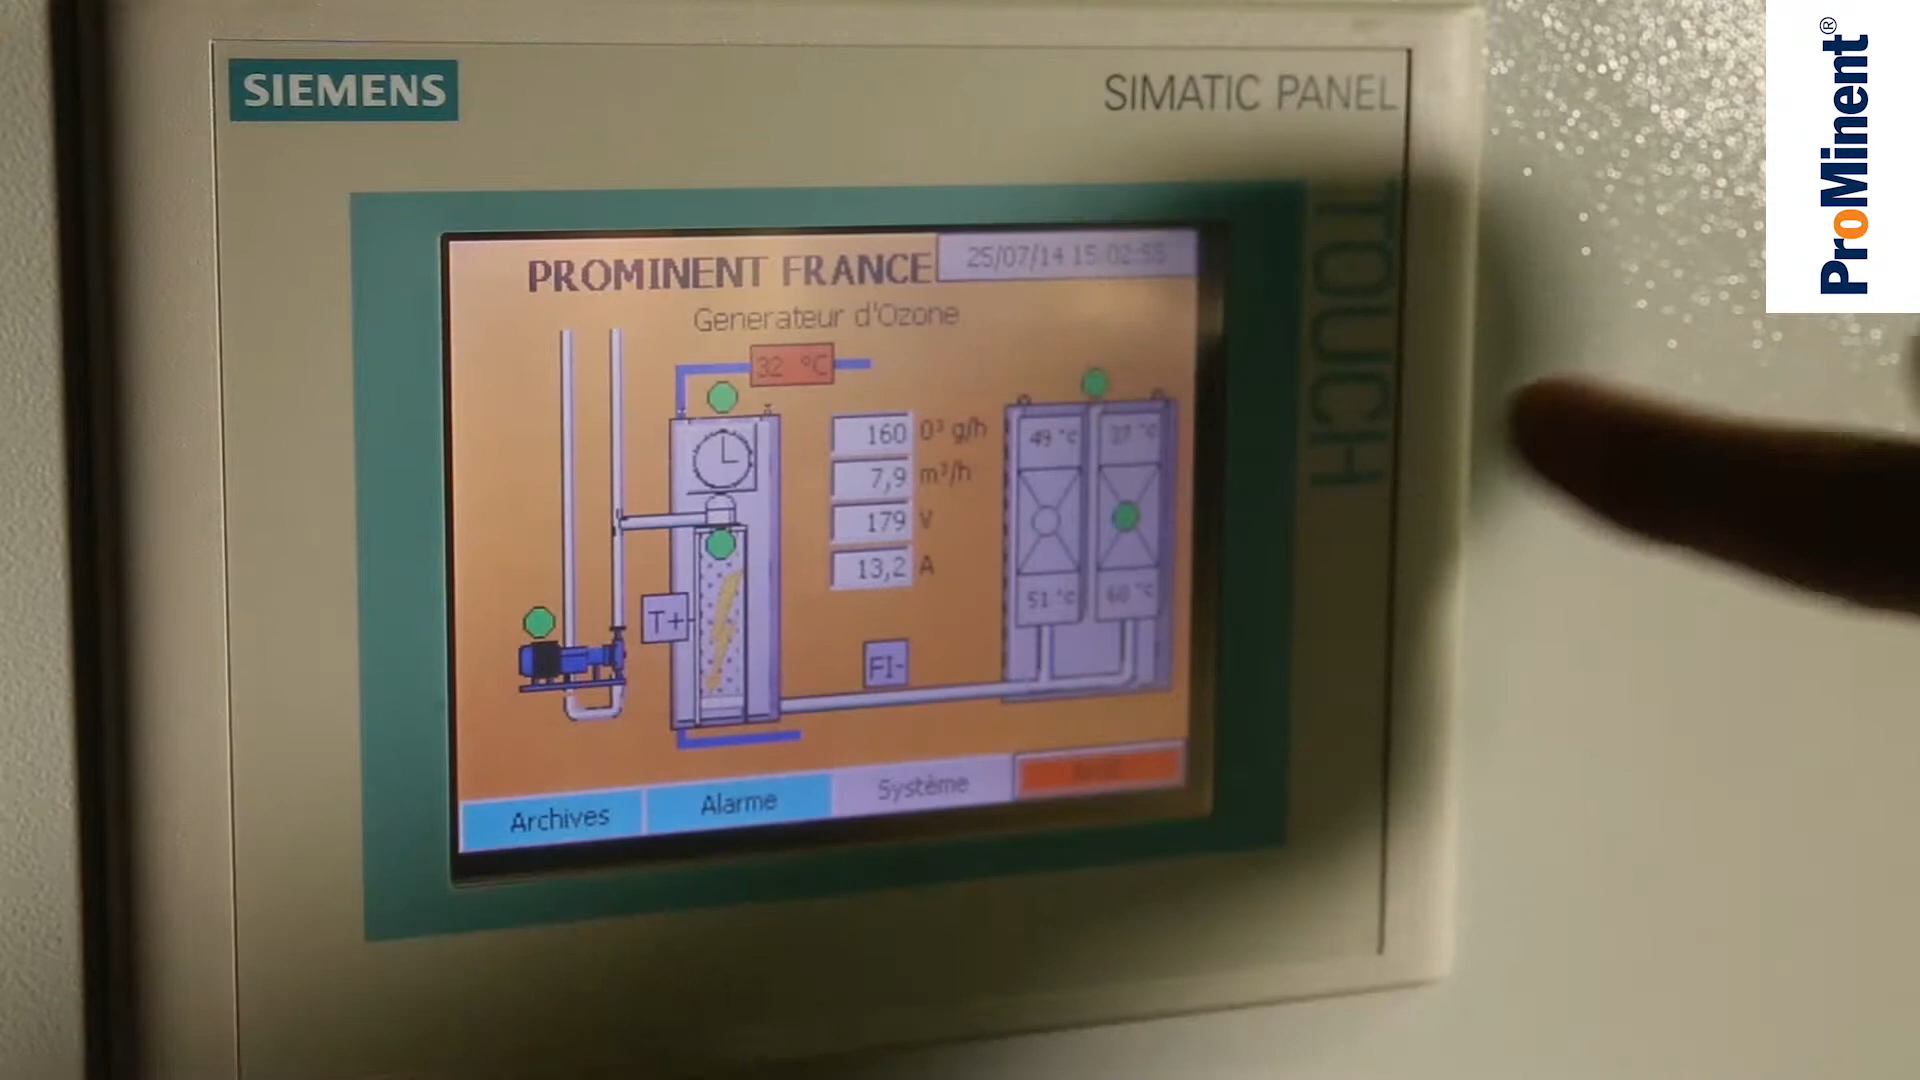 SIEMENS
SIMATIC PANEL
TOUCH
ProMinent®
PROMINENT FRANCE
25/07/14 15:02:55
Generateur d'Ozone
32 °C
160 O³ g/h
7,9 m³/h
179 V
13,2 A
49 °C
37 °C
51 °C
60 °C
T+
FI-
Archives
Alarme
Système